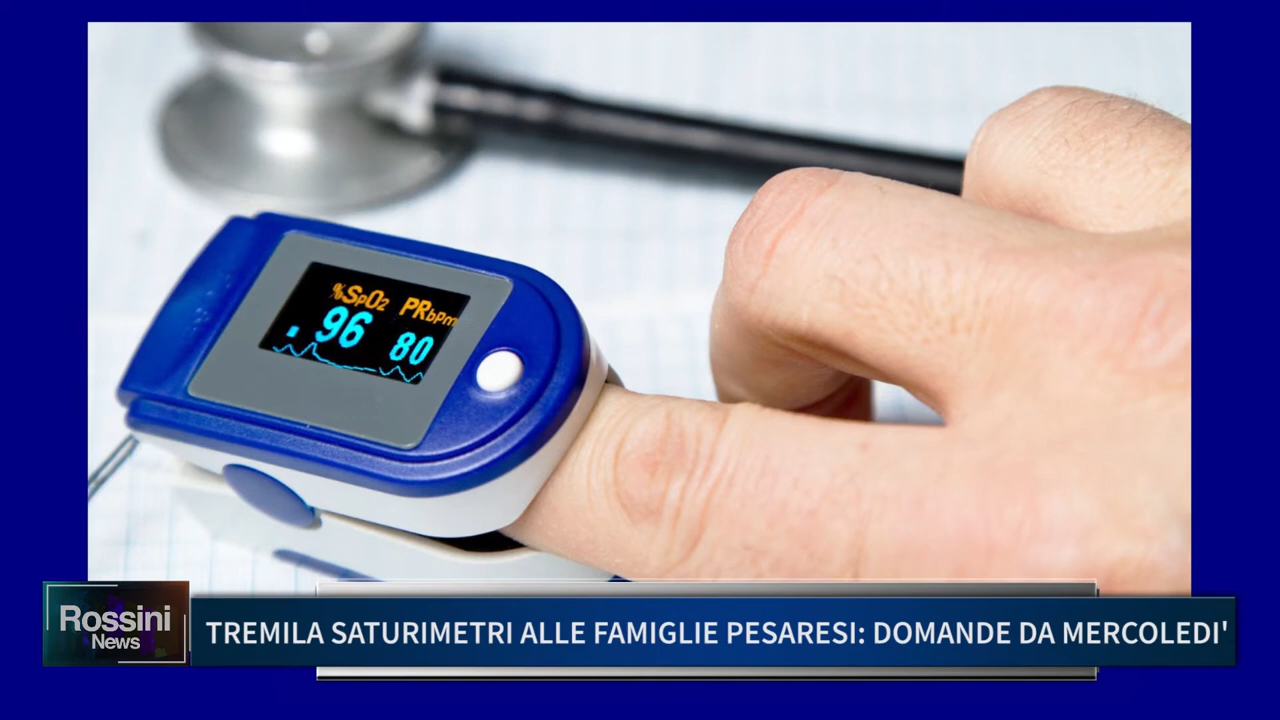 %SpO2 PRbpm
96 80
Rossini
News
TREMILA SATURIMETRI ALLE FAMIGLIE PESARESI: DOMANDE DA MERCOLEDI'